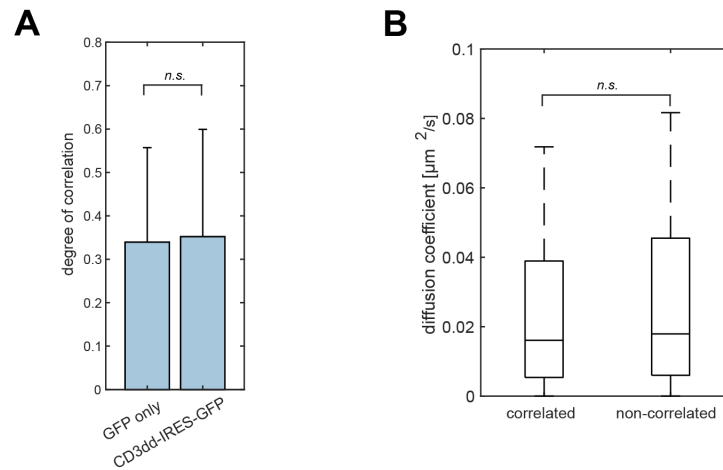 A
0.8
0.7
0.6
0.5
0.4
0.3
0.2
0.1
0
degree of correlation
n.s.
GFP only
CD3dd-IRES-GFP
B
0.1
0.08
0.06
0.04
0.02
0
diffusion coefficient [µm ²/s]
n.s.
correlated
non-correlated